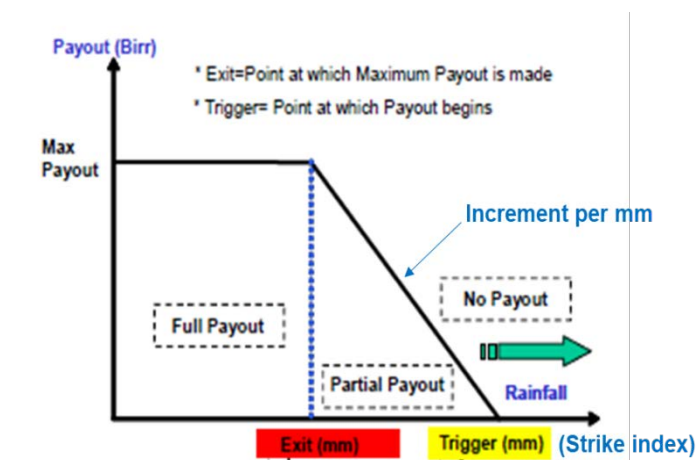 Payout (Birr)
* Exit=Point at which Maximum Payout is made
* Trigger= Point at which Payout begins
Max
Payout
Increment per mm
No Payout
Full Payout
Partial Payout
Rainfall
Exit (mm)
Trigger (mm) (Strike index)